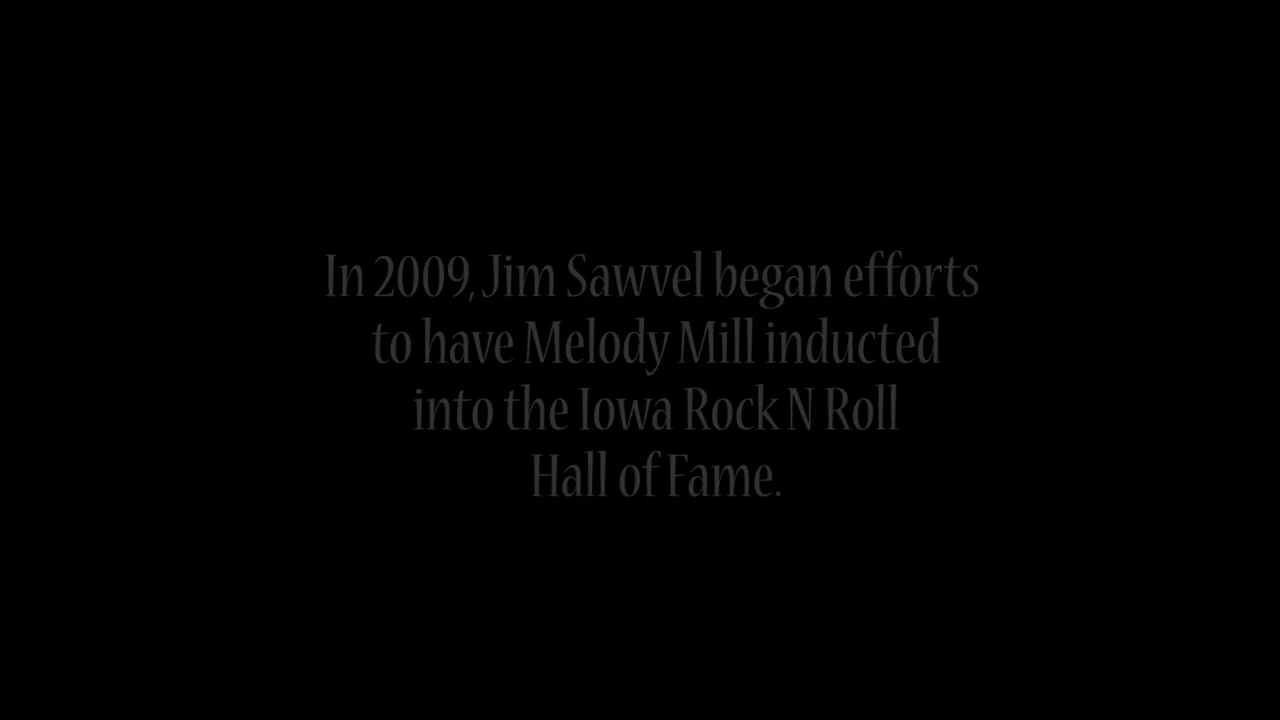 In 2009, Jim Sawvel began efforts
to have Melody Mill inducted
into the Iowa Rock N Roll
Hall of Fame.